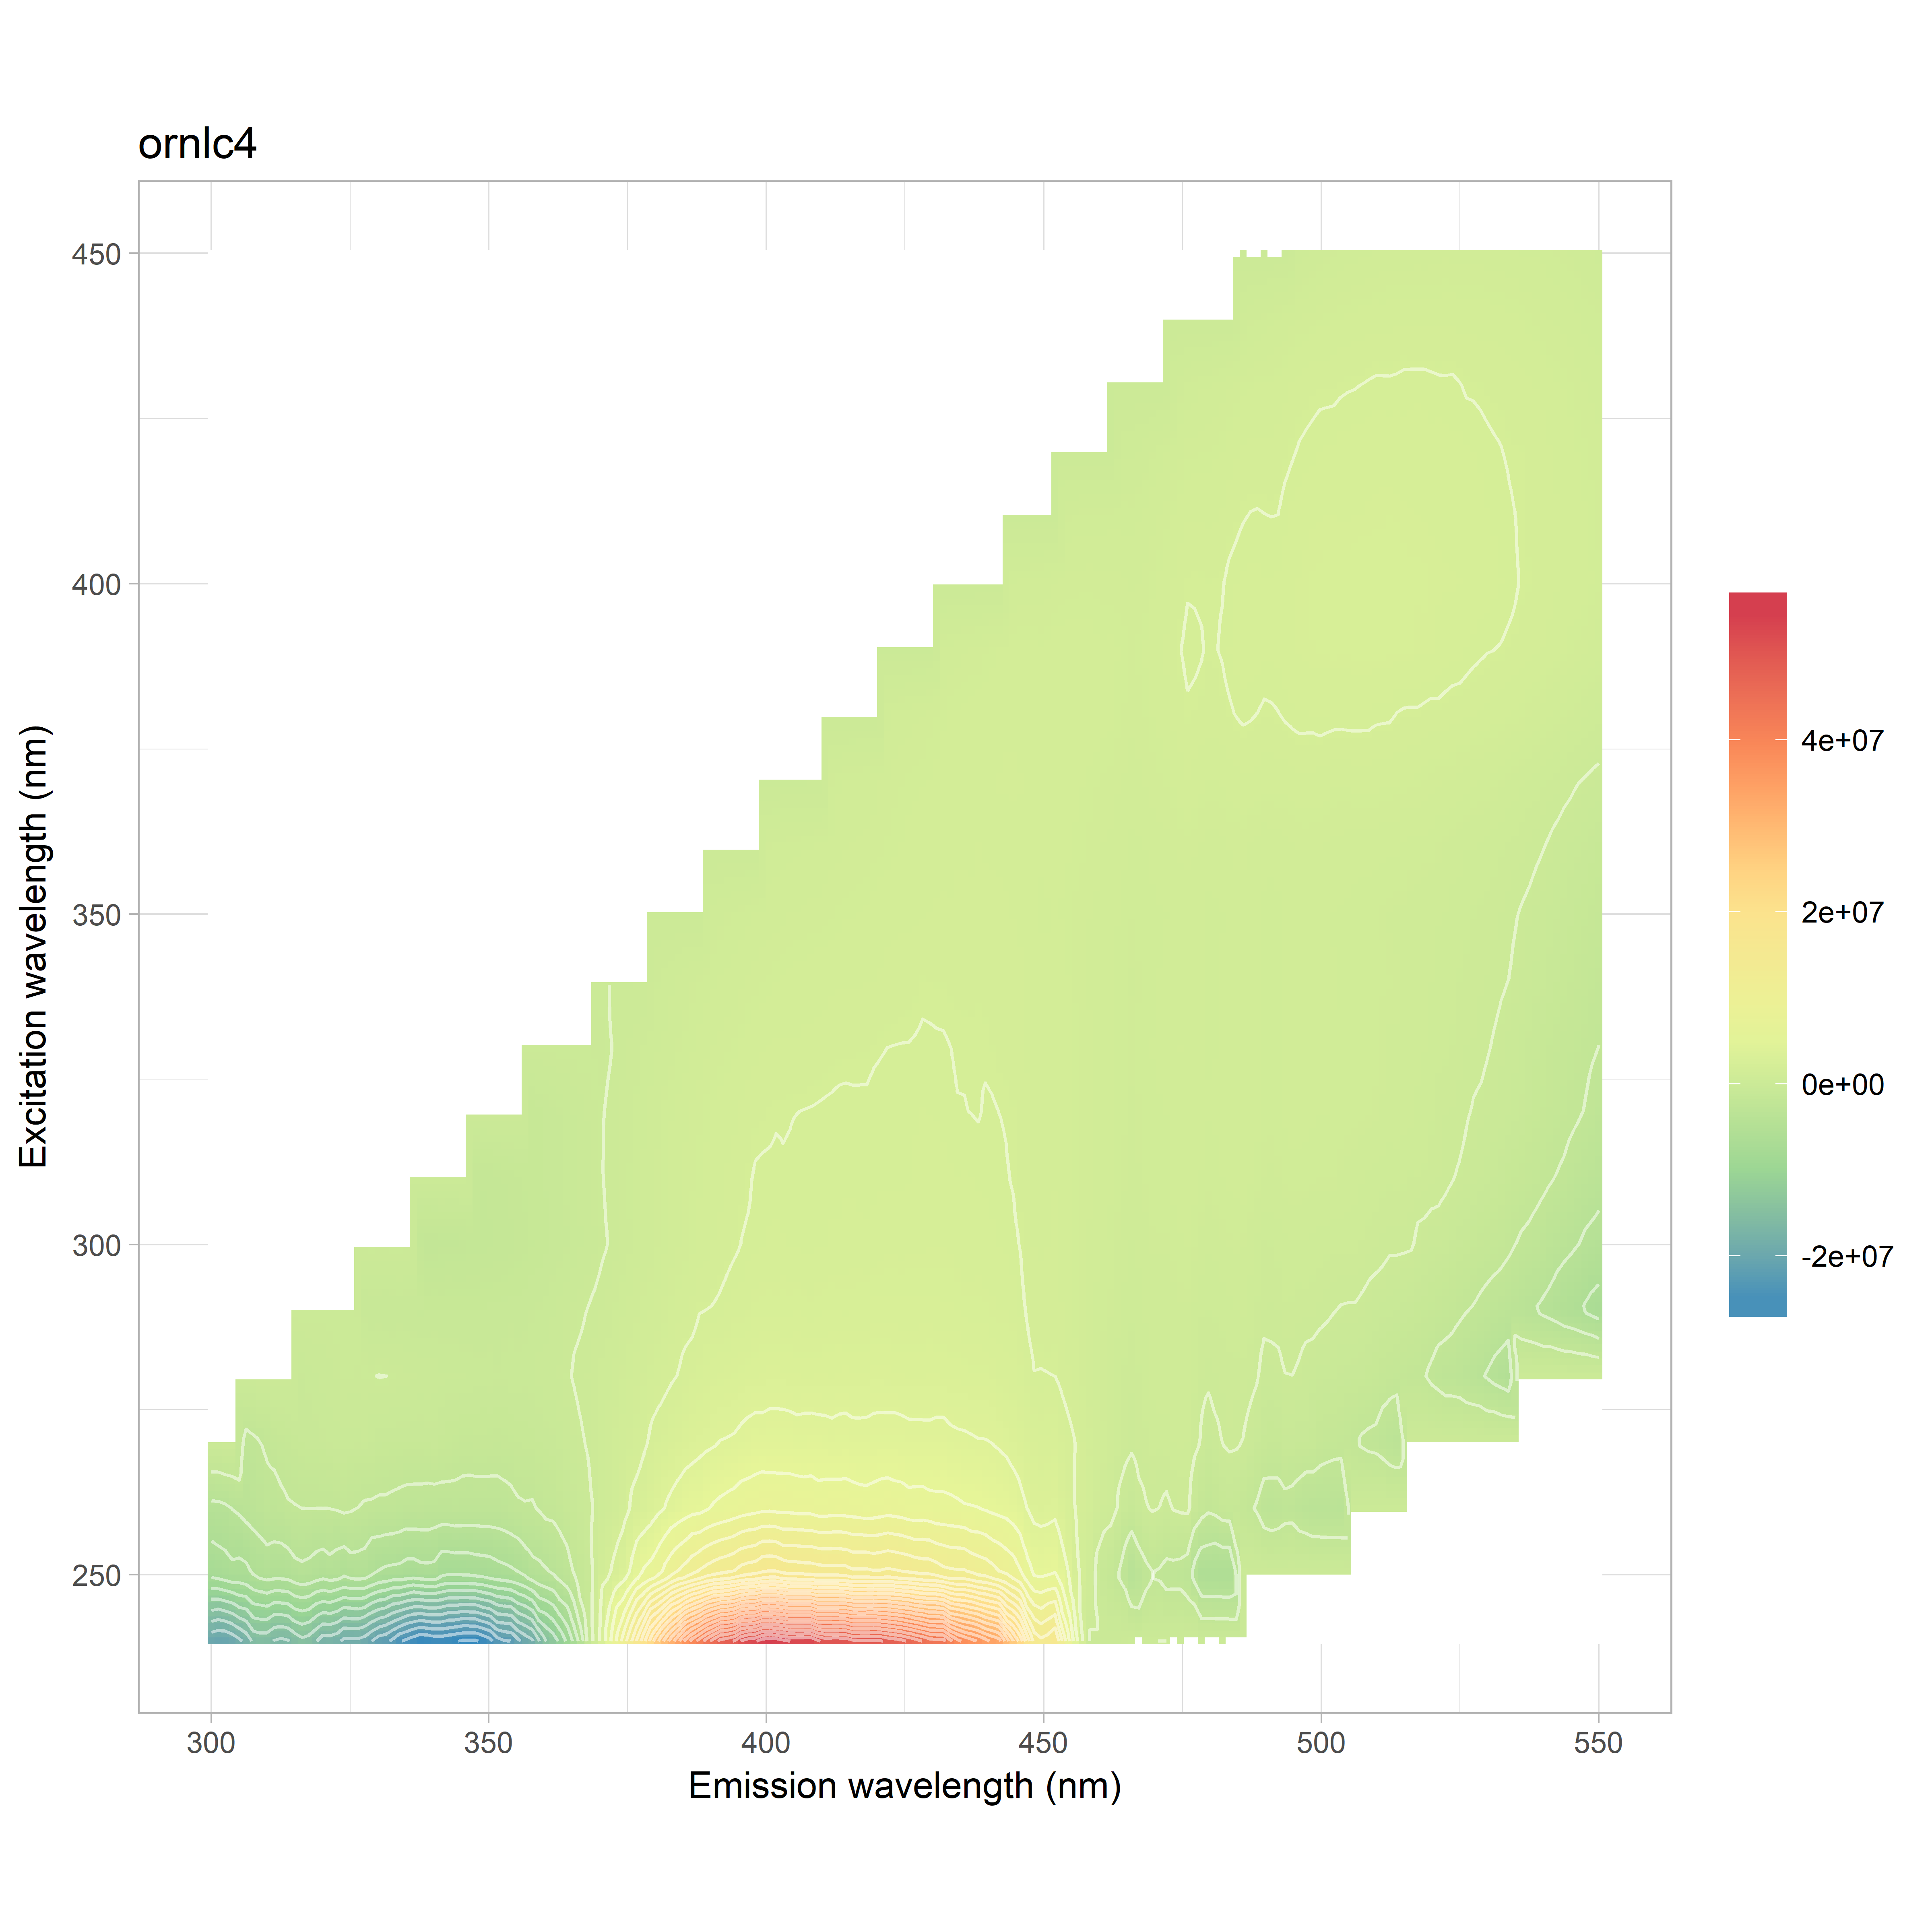 ornlc4
450
400
350
300
250
Excitation wavelength (nm)
300 350 400 450 500 550
Emission wavelength (nm)
4e+07
2e+07
0e+00
-2e+07